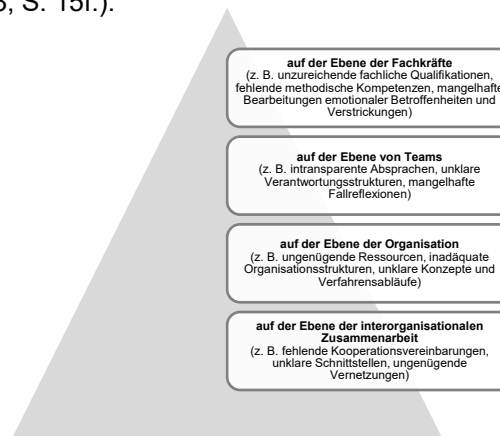 , S. 15f.).
auf der Ebene der Fachkräfte
(z. B. unzureichende fachliche Qualifikationen,
fehlende methodische Kompetenzen, mangelhafte
Bearbeitungen emotionaler Betroffenheiten und
Verstrickungen)
auf der Ebene von Teams
(z. B. intransparente Absprachen, unklare
Verantwortungsstrukturen, mangelhafte
Fallreflexionen)
auf der Ebene der Organisation
(z. B. ungenügende Ressourcen, inadäquate
Organisationsstrukturen, unklare Konzepte und
Verfahrensabläufe)
auf der Ebene der interorganisationalen
Zusammenarbeit
(z. B. fehlende Kooperationsvereinbarungen,
unklare Schnittstellen, ungenügende
Vernetzungen)